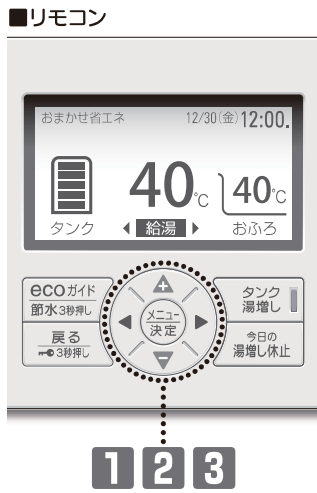 ■リモコン
おまかせ省エネ 12/30(金)12:00.
40℃ 40℃
タンク ◀ 給湯 ▶ おふろ
ecoガイド
節水3秒押し
戻る
3秒押し
＋
メニュー
決定
−
タンク
湯増し
今日の
湯増し休止
1 2 3